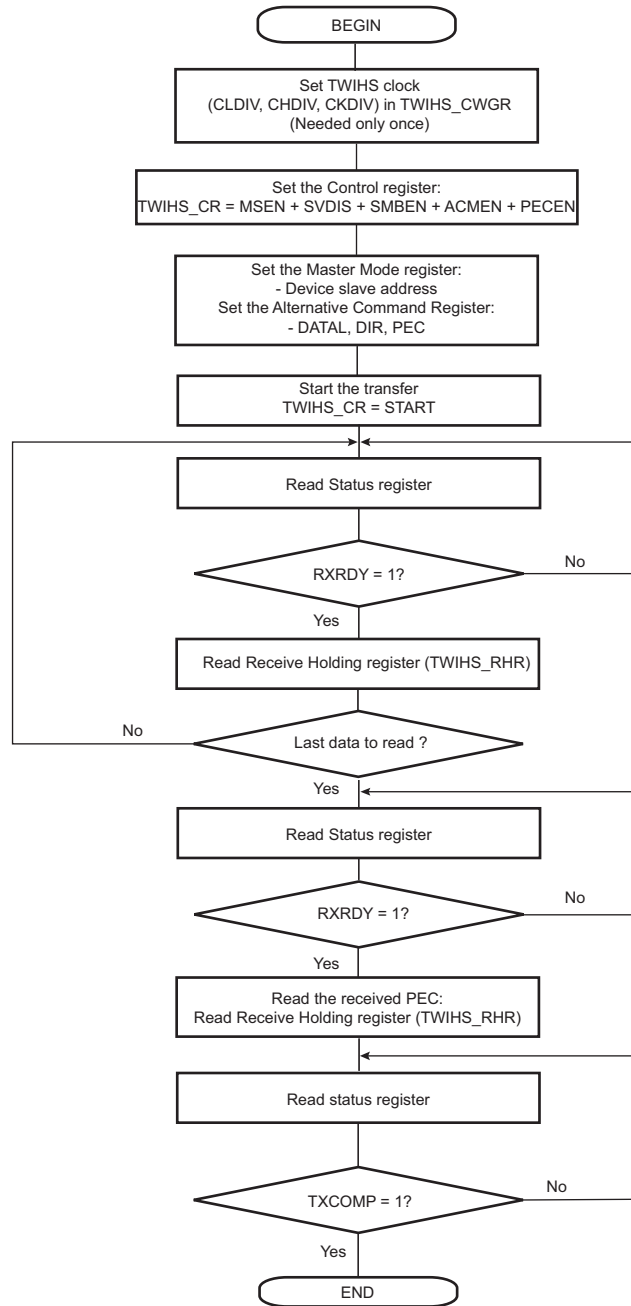 BEGIN
Set TWIHS clock
(CLDIV, CHDIV, CKDIV) in TWIHS_CWGR
(Needed only once)
Set the Control register:
TWIHS_CR = MSEN + SVDIS + SMBEN + ACMEN + PECEN
Set the Master Mode register:
- Device slave address
Set the Alternative Command Register:
- DATAL, DIR, PEC
Start the transfer
TWIHS_CR = START
Read Status register
RXRDY = 1?
No
Yes
Read Receive Holding register (TWIHS_RHR)
No
Last data to read ?
Yes
Read Status register
RXRDY = 1?
No
Yes
Read the received PEC:
Read Receive Holding register (TWIHS_RHR)
Read status register
TXCOMP = 1?
No
Yes
END